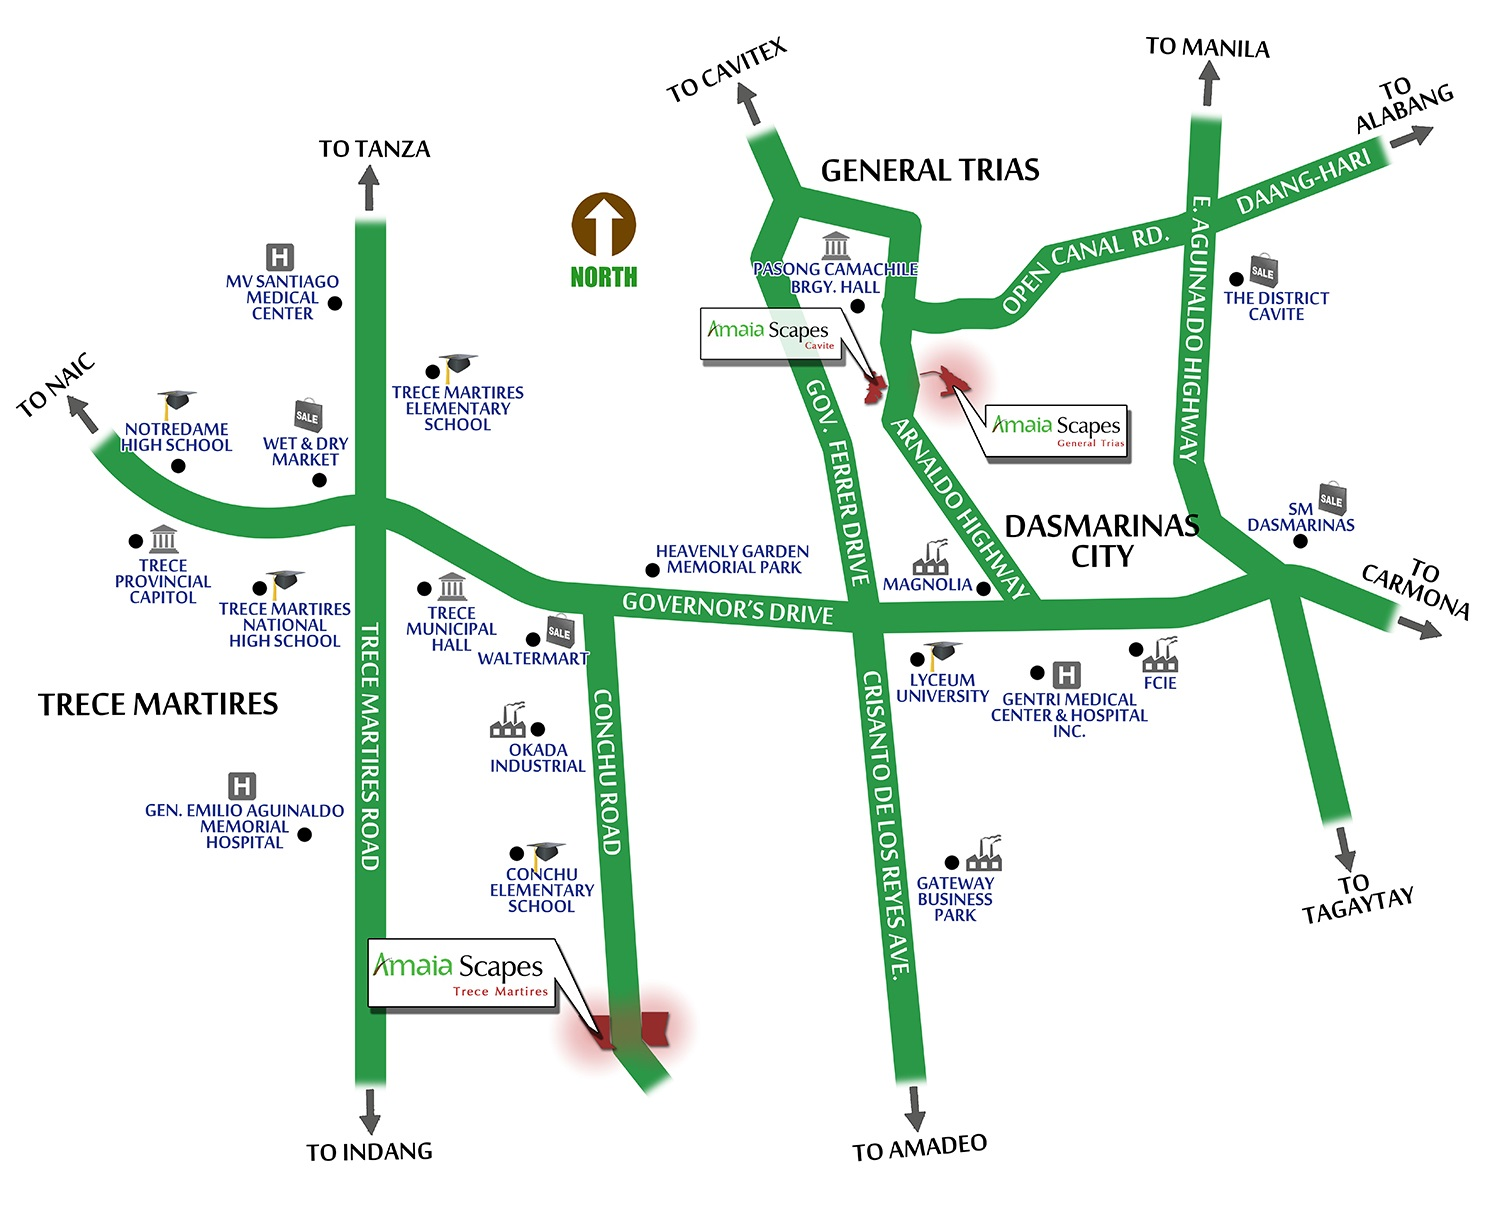 TO MANILA
TO CAVITEX
TO
ALABANG
TO TANZA
GENERAL TRIAS
DAANG-HARI
E. AGUINALDO HIGHWAY
NORTH
H
MV SANTIAGO
MEDICAL
CENTER
PASONG CAMACHILE
BRGY. HALL
OPEN CANAL RD.
SALE
THE DISTRICT
CAVITE
Amaia Scapes
Cavite
TO NAIC
TRECE MARTIRES
ELEMENTARY
SCHOOL
NOTREDAME
HIGH SCHOOL
SALE
WET & DRY
MARKET
GOV. FERRER DRIVE
Amaia Scapes
General Trias
ARNALDO HIGHWAY
SALE
SM
DASMARINAS
DASMARINAS
CITY
TRECE
PROVINCIAL
CAPITOL
TRECE MARTIRES
NATIONAL
HIGH SCHOOL
TRECE
MUNICIPAL
HALL
SALE
WALTERMART
HEAVENLY GARDEN
MEMORIAL PARK
MAGNOLIA
GOVERNOR'S DRIVE
TO
CARMONA
TRECE MARTIRES
TRECE MARTIRES ROAD
CONCHU ROAD
CRISANTO DE LOS REYES AVE.
LYCEUM
UNIVERSITY
H
GENTRI MEDICAL
CENTER & HOSPITAL
INC.
FCIE
OKADA
INDUSTRIAL
H
GEN. EMILIO AGUINALDO
MEMORIAL
HOSPITAL
CONCHU
ELEMENTARY
SCHOOL
GATEWAY
BUSINESS
PARK
TO
TAGAYTAY
Amaia Scapes
Trece Martires
TO INDANG
TO AMADEO